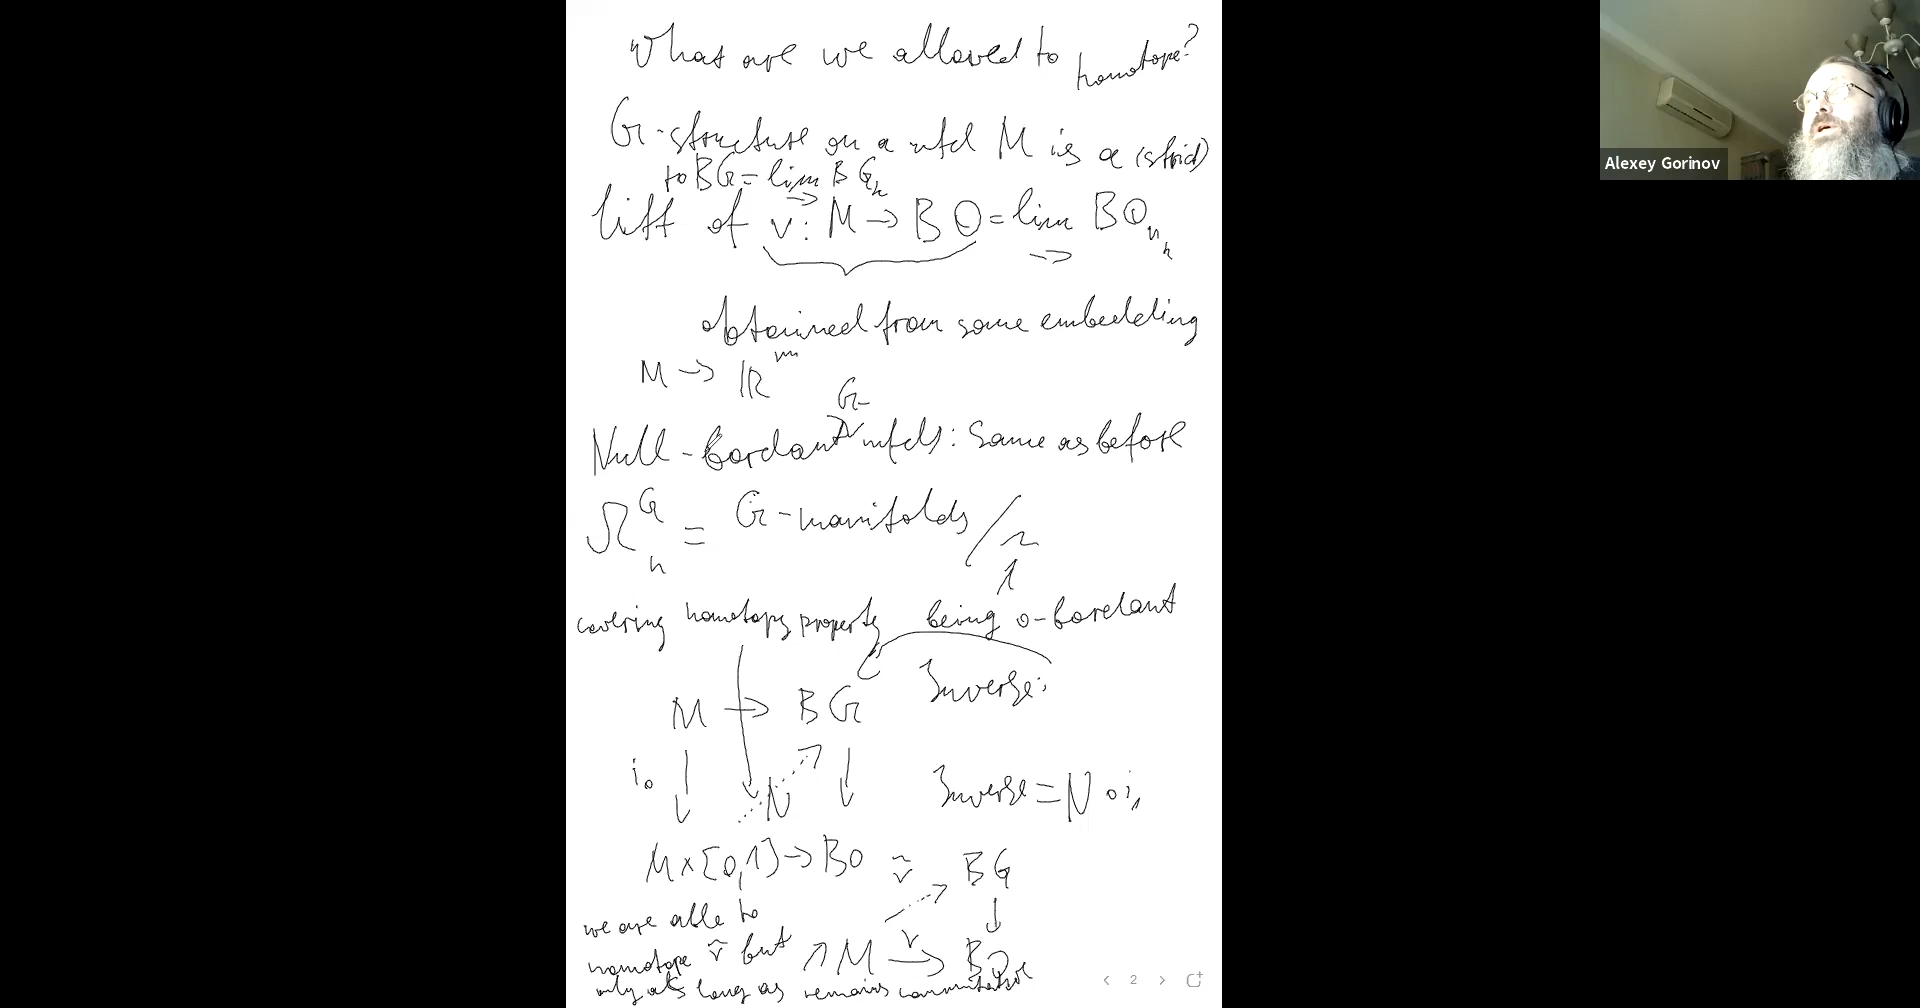 What are we allowed to homotope?
G-structure on a mfd M is a (strict)
to BG = lim BG_n
→
lift of ν: M → BO = lim BO_n
→
obtained from some embedding
M → ℝ^m
G-
Null-bordant mfds: Same as before
Ω^G_n = G-manifolds/~
covering homotopy property being 0-bordant
M → BG Inverse:
i₀ N Inverse = N∘i₁
M×[0,1] → BO ν̃ BG
we are able to
homotope ν̃ but M → BO
ν
only as long as remains commutative
2
Alexey Gorinov